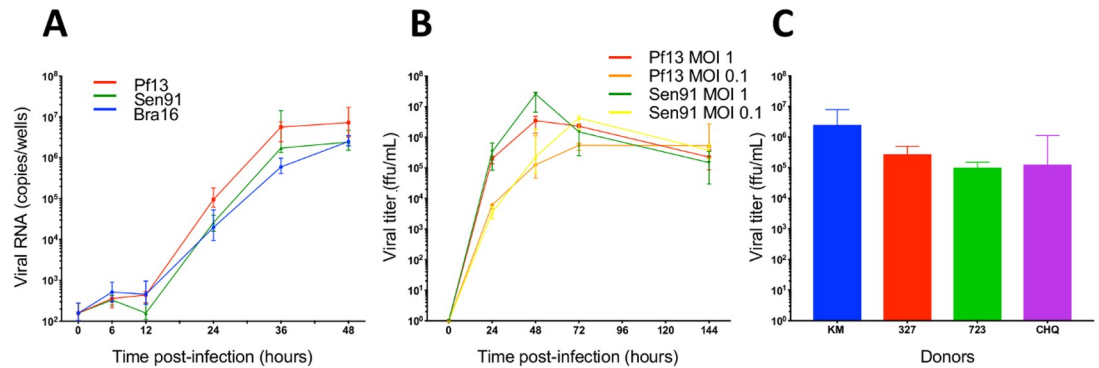 A
Pf13
Sen91
Bra16
Viral RNA (copies/wells)
10⁸
10⁷
10⁶
10⁵
10⁴
10³
10²
0 6 12 24 36 48
Time post-infection (hours)
B
Pf13 MOI 1
Pf13 MOI 0.1
Sen91 MOI 1
Sen91 MOI 0.1
Viral titer (ffu/mL)
10⁸
10⁷
10⁶
10⁵
10⁴
10³
10²
10¹
10⁰
0 24 48 72 96 120 144
Time post-infection (hours)
C
Viral titer (ffu/mL)
10⁸
10⁷
10⁶
10⁵
10⁴
10³
10²
10¹
10⁰
KM 327 723 CHQ
Donors